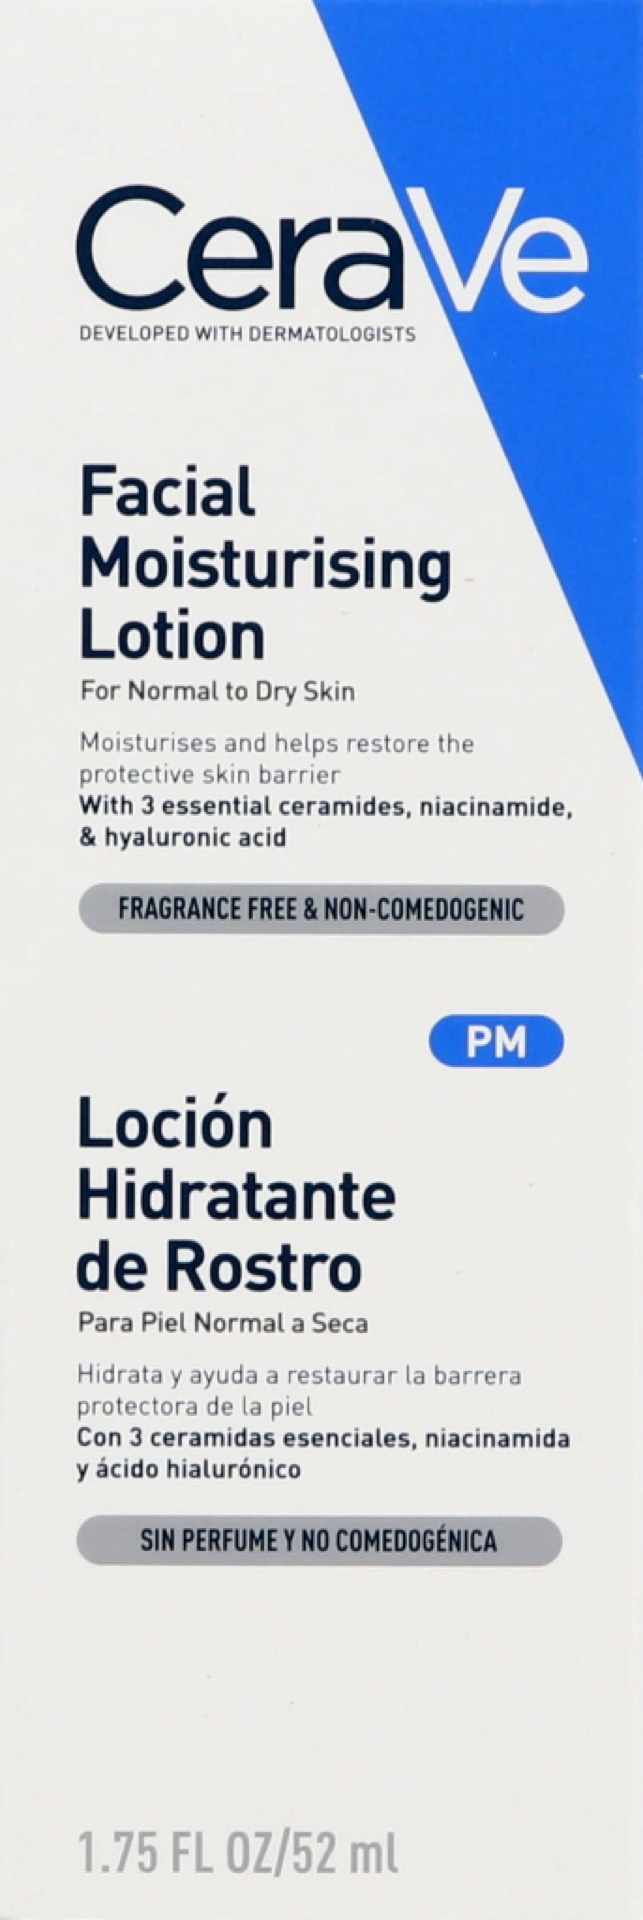 CeraVe
DEVELOPED WITH DERMATOLOGISTS
Facial
Moisturising
Lotion
For Normal to Dry Skin
Moisturises and helps restore the
protective skin barrier
With 3 essential ceramides, niacinamide,
& hyaluronic acid
FRAGRANCE FREE & NON-COMEDOGENIC
PM
Loción
Hidratante
de Rostro
Para Piel Normal a Seca
Hidrata y ayuda a restaurar la barrera
protectora de la piel
Con 3 ceramidas esenciales, niacinamida
y ácido hialurónico
SIN PERFUME Y NO COMEDOGÉNICA
1.75 FL OZ/52 ml